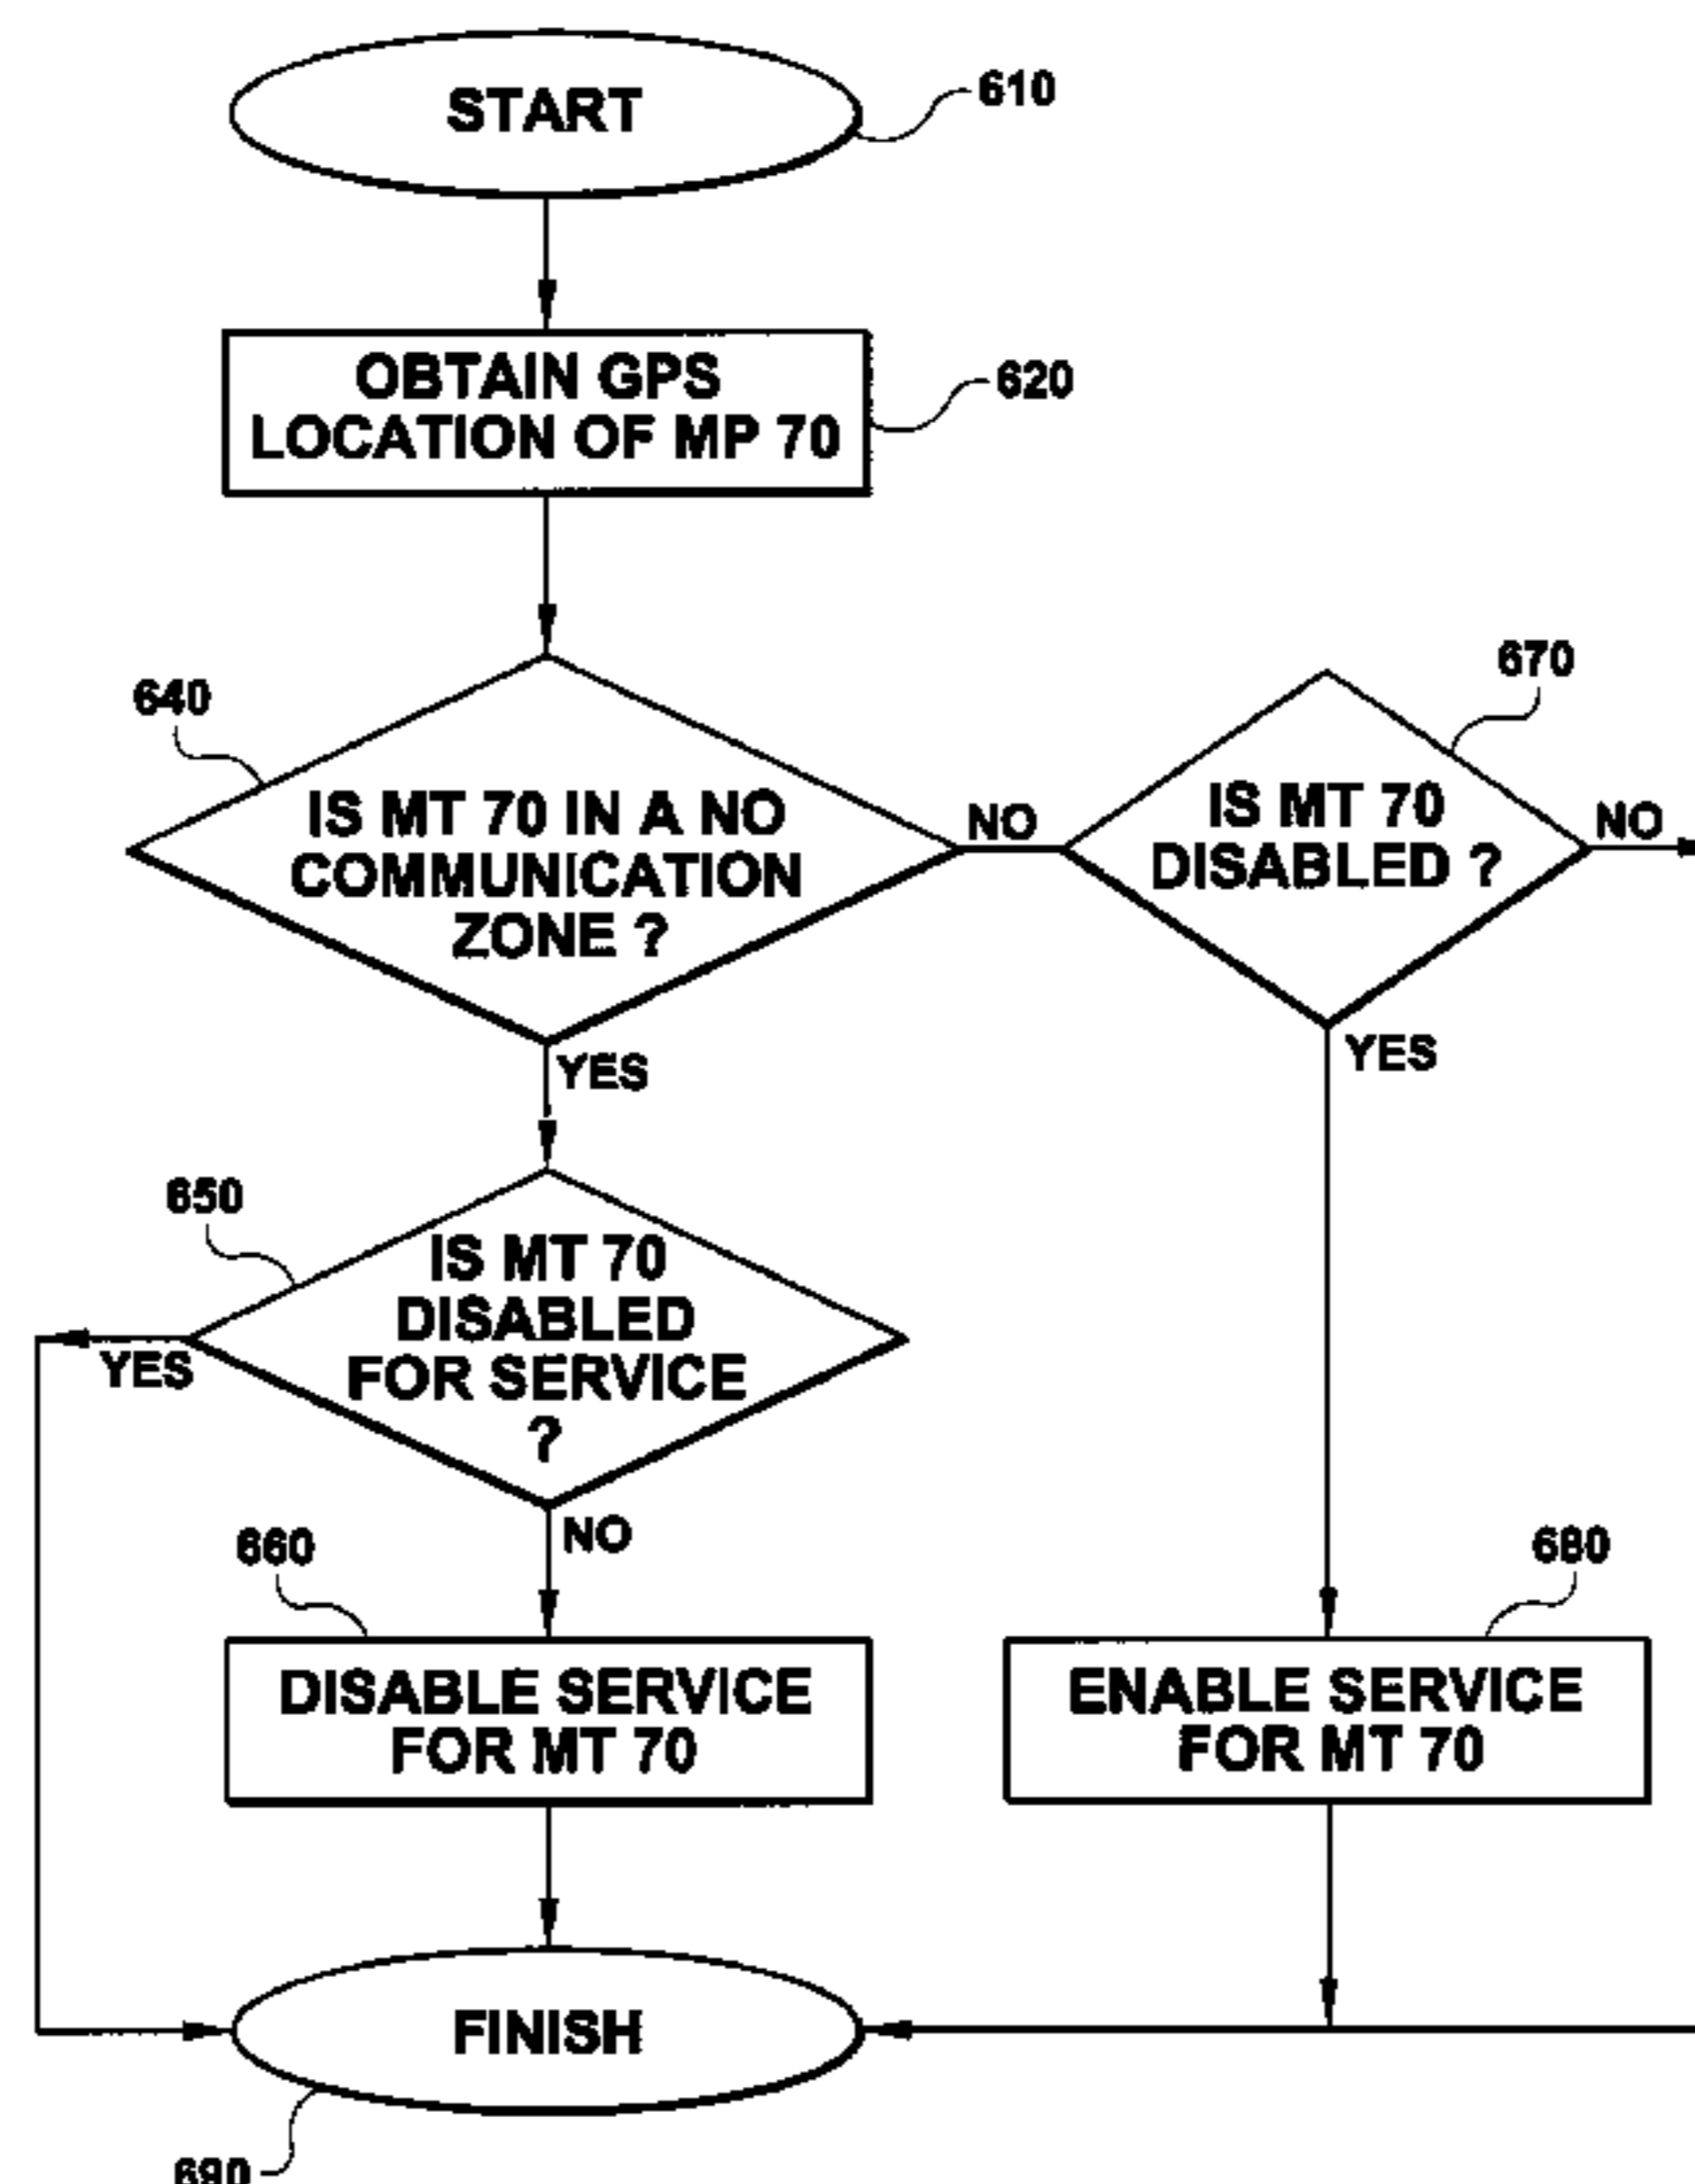 START
610
OBTAIN GPS
LOCATION OF MP 70
620
640
IS MT 70 IN A NO
COMMUNICATION
ZONE ?
NO
YES
670
IS MT 70
DISABLED ?
NO
YES
650
IS MT 70
DISABLED
FOR SERVICE
?
YES
NO
660
DISABLE SERVICE
FOR MT 70
680
ENABLE SERVICE
FOR MT 70
FINISH
690